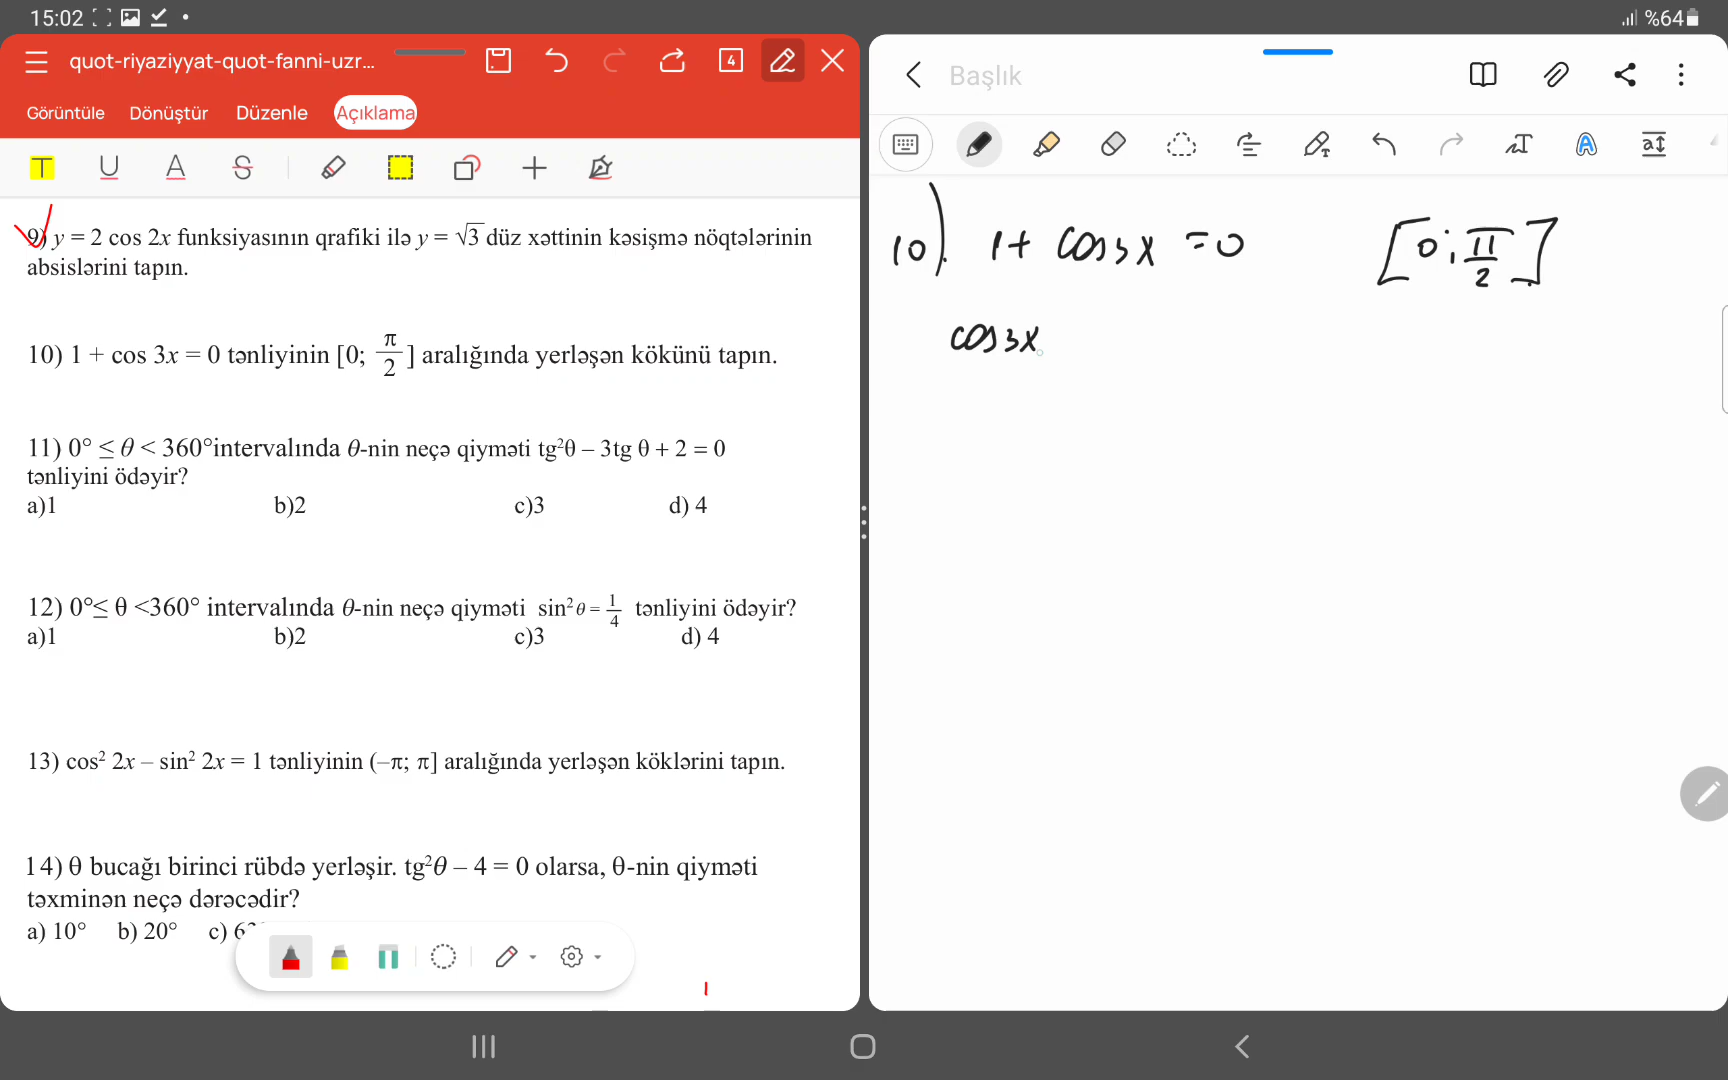 15:02
%64
quot-riyaziyyat-quot-fanni-uzr...
4
Görüntüle Dönüştür Düzenle Açıklama
T U A S
9) y = 2 cos 2x funksiyasının qrafiki ilə y = √3 düz xəttinin kəsişmə nöqtələrinin
absislərini tapın.
10) 1 + cos 3x = 0 tənliyinin [0; π/2] aralığında yerləşən kökünü tapın.
11) 0° ≤ θ < 360°intervalında θ-nin neçə qiyməti tg²θ – 3tg θ + 2 = 0
tənliyini ödəyir?
a)1 b)2 c)3 d) 4
12) 0°≤ θ <360° intervalında θ-nin neçə qiyməti sin² θ = 1/4 tənliyini ödəyir?
a)1 b)2 c)3 d) 4
13) cos² 2x – sin² 2x = 1 tənliyinin (–π; π] aralığında yerləşən köklərini tapın.
14) θ bucağı birinci rübdə yerləşir. tg²θ – 4 = 0 olarsa, θ-nin qiyməti
təxminən neçə dərəcədir?
a) 10° b) 20° c) 6
Başlık
T A a
10) 1 + cos3x = 0 [0; π/2]
cos3x